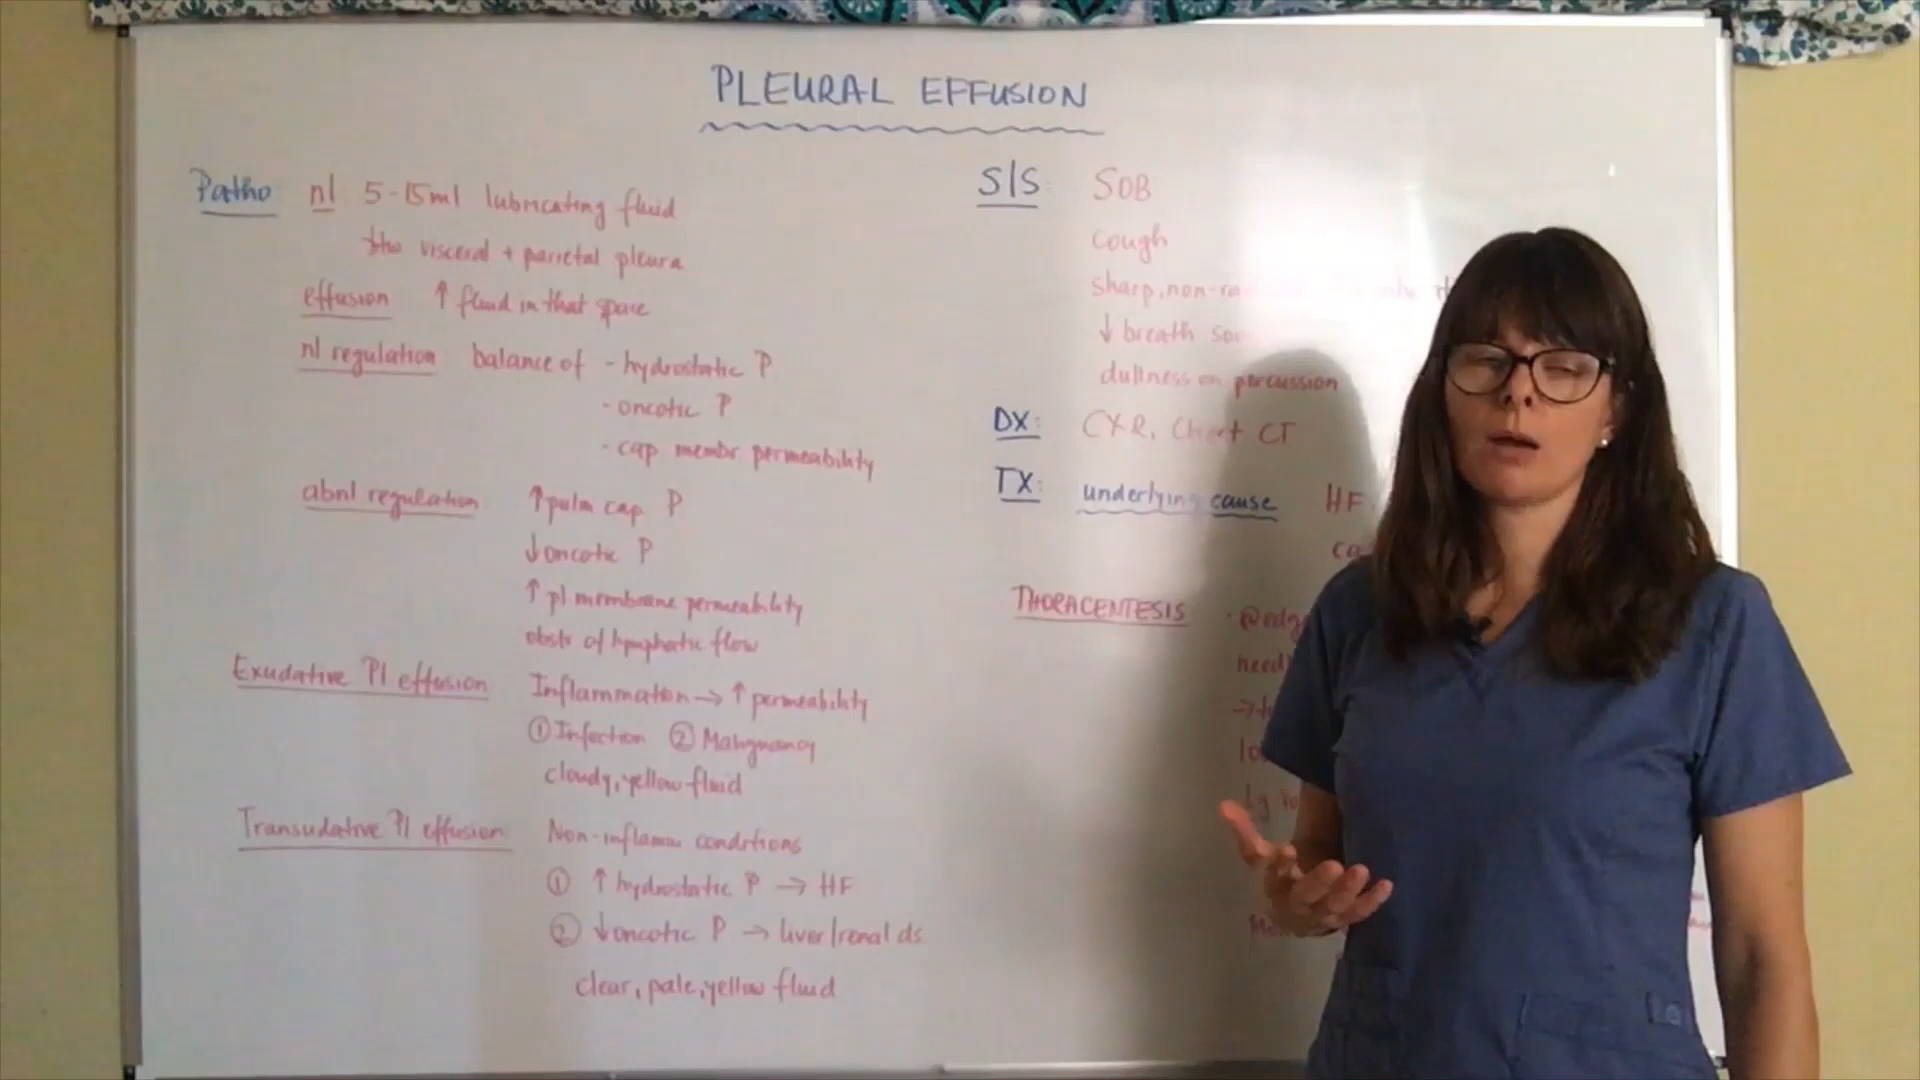 PLEURAL EFFUSION
Patho nl 5-15ml lubricating fluid
visceral + parietal pleura
effusion ↑ fluid in that space
nl regulation balance of - hydrostatic P
- oncotic P
- cap membr permeability
abnl regulation ↑ pulm cap P
↓ oncotic P
↑ pl membrane permeability
obstr of lymphatic flow
Exudative Pl effusion Inflammation → ↑ permeability
① Infection ② Malignancy
cloudy, yellow fluid
Transudative Pl effusion Non-inflamm conditions
① ↑ hydrostatic P → HF
② ↓ oncotic P → liver/renal ds
clear, pale, yellow fluid
S/S: SOB
cough
sharp, non-ra
↓ breath sou
dullness on percussion
DX: CXR, Chest CT
TX: underlying cause HF
ca
THORACENTESIS
need